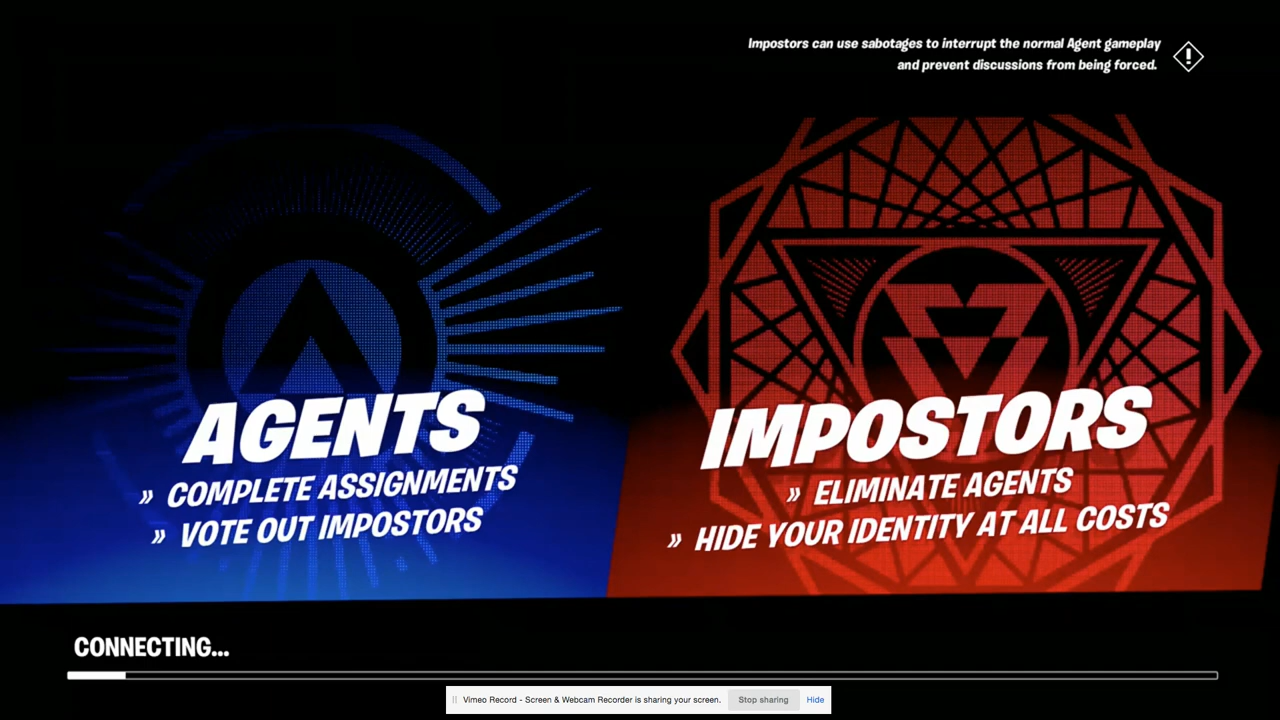 Impostors can use sabotages to interrupt the normal Agent gameplay
and prevent discussions from being forced.
AGENTS
» COMPLETE ASSIGNMENTS
» VOTE OUT IMPOSTORS
IMPOSTORS
» ELIMINATE AGENTS
» HIDE YOUR IDENTITY AT ALL COSTS
CONNECTING...
Vimeo Record - Screen & Webcam Recorder is sharing your screen. Stop sharing Hide